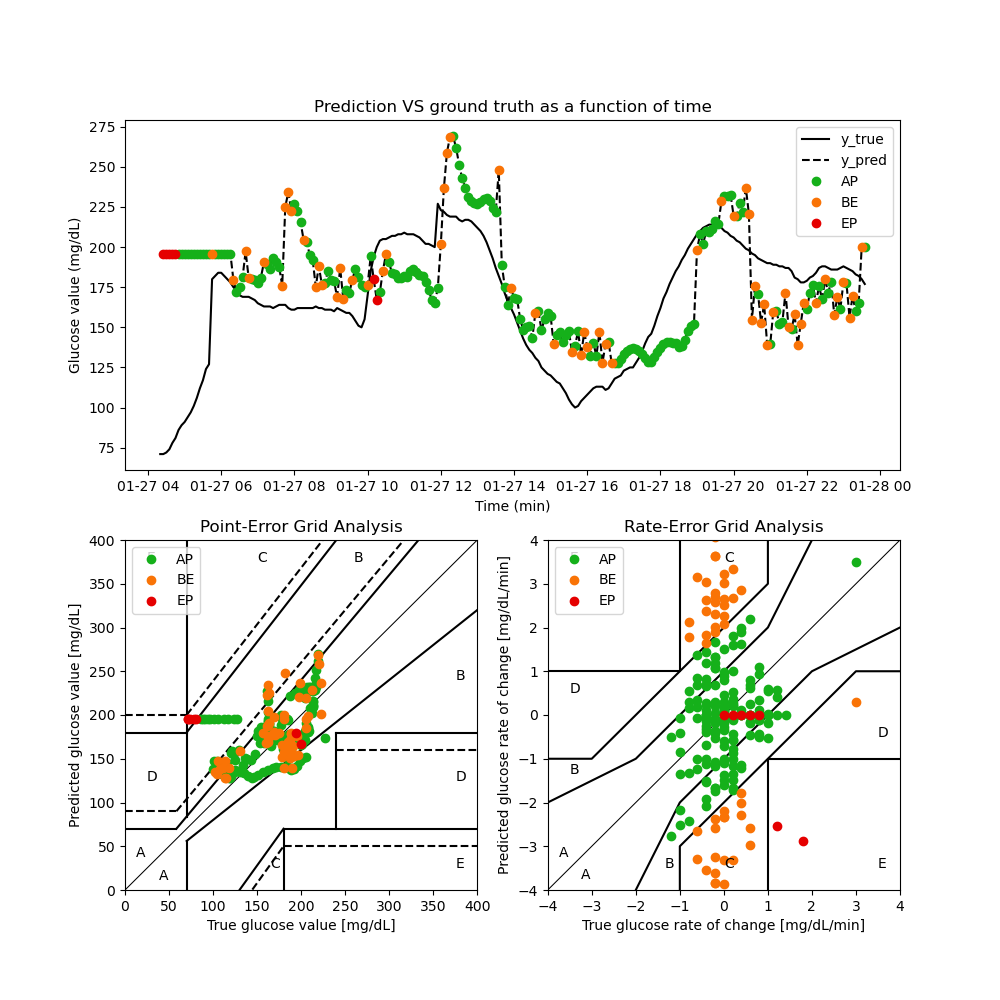 Prediction VS ground truth as a function of time
Glucose value (mg/dL)
275
250
225
200
175
150
125
100
75
y_true
y_pred
AP
BE
EP
01-27 04 01-27 06 01-27 08 01-27 10 01-27 12 01-27 14 01-27 16 01-27 18 01-27 20 01-27 22 01-28 00
Time (min)
Point-Error Grid Analysis
Predicted glucose value [mg/dL]
400
350
300
250
200
150
100
50
0
AP
BE
EP
C
B
B
D
D
A
A
C
E
0 50 100 150 200 250 300 350 400
True glucose value [mg/dL]
Rate-Error Grid Analysis
Predicted glucose rate of change [mg/dL/min]
4
3
2
1
0
−1
−2
−3
−4
AP
BE
EP
C
D
D
B
A
A
B
C
E
−4 −3 −2 −1 0 1 2 3 4
True glucose rate of change [mg/dL/min]